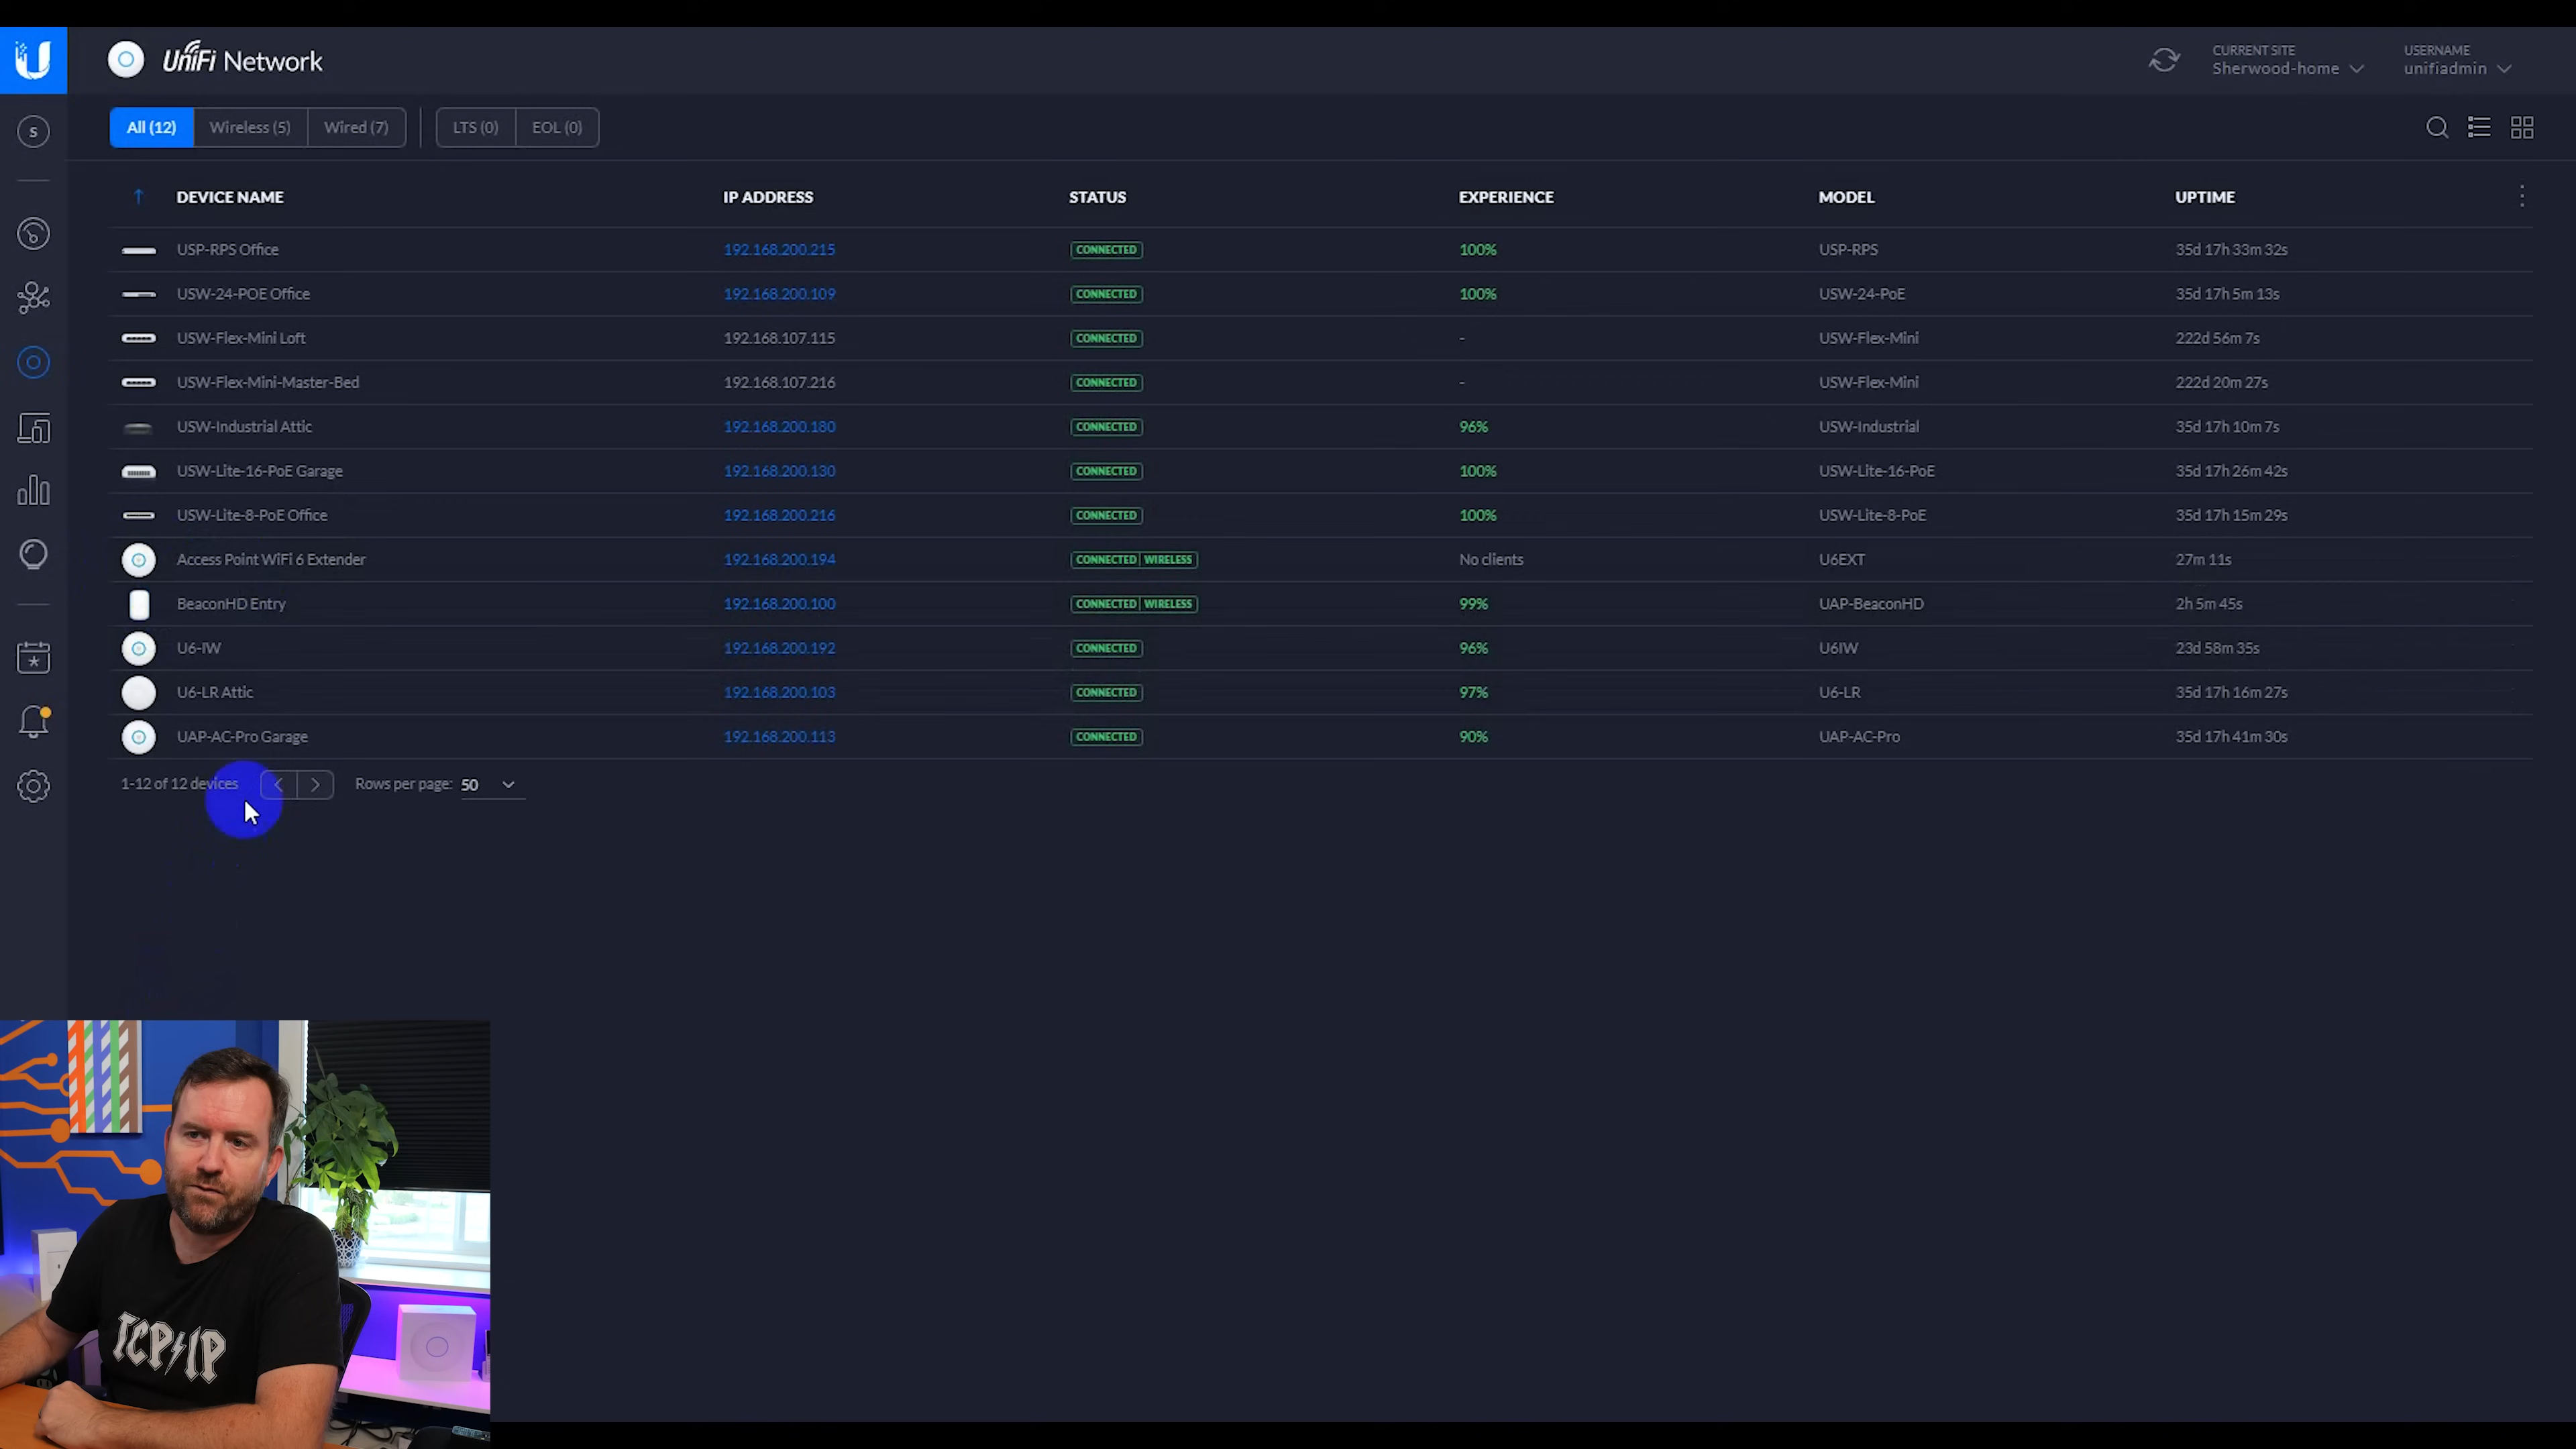 UniFi Network
CURRENT SITE
Sherwood-home
USERNAME
unifiadmin
S
All (12) Wireless (5) Wired (7) LTS (0) EOL (0)
DEVICE NAME IP ADDRESS STATUS EXPERIENCE MODEL UPTIME
USP-RPS Office 192.168.200.215 CONNECTED 100% USP-RPS 35d 17h 33m 32s
USW-24-POE Office 192.168.200.109 CONNECTED 100% USW-24-PoE 35d 17h 5m 13s
USW-Flex-Mini Loft 192.168.107.115 CONNECTED - USW-Flex-Mini 222d 56m 7s
USW-Flex-Mini-Master-Bed 192.168.107.216 CONNECTED - USW-Flex-Mini 222d 20m 27s
USW-Industrial Attic 192.168.200.180 CONNECTED 96% USW-Industrial 35d 17h 10m 7s
USW-Lite-16-PoE Garage 192.168.200.130 CONNECTED 100% USW-Lite-16-PoE 35d 17h 26m 42s
USW-Lite-8-PoE Office 192.168.200.216 CONNECTED 100% USW-Lite-8-PoE 35d 17h 15m 29s
Access Point WiFi 6 Extender 192.168.200.194 CONNECTED WIRELESS No clients U6EXT 27m 11s
BeaconHD Entry 192.168.200.100 CONNECTED WIRELESS 99% UAP-BeaconHD 2h 5m 45s
U6-IW 192.168.200.192 CONNECTED 96% U6IW 23d 58m 35s
U6-LR Attic 192.168.200.103 CONNECTED 97% U6-LR 35d 17h 16m 27s
UAP-AC-Pro Garage 192.168.200.113 CONNECTED 90% UAP-AC-Pro 35d 17h 41m 30s
1-12 of 12 devices Rows per page: 50
TCP/IP